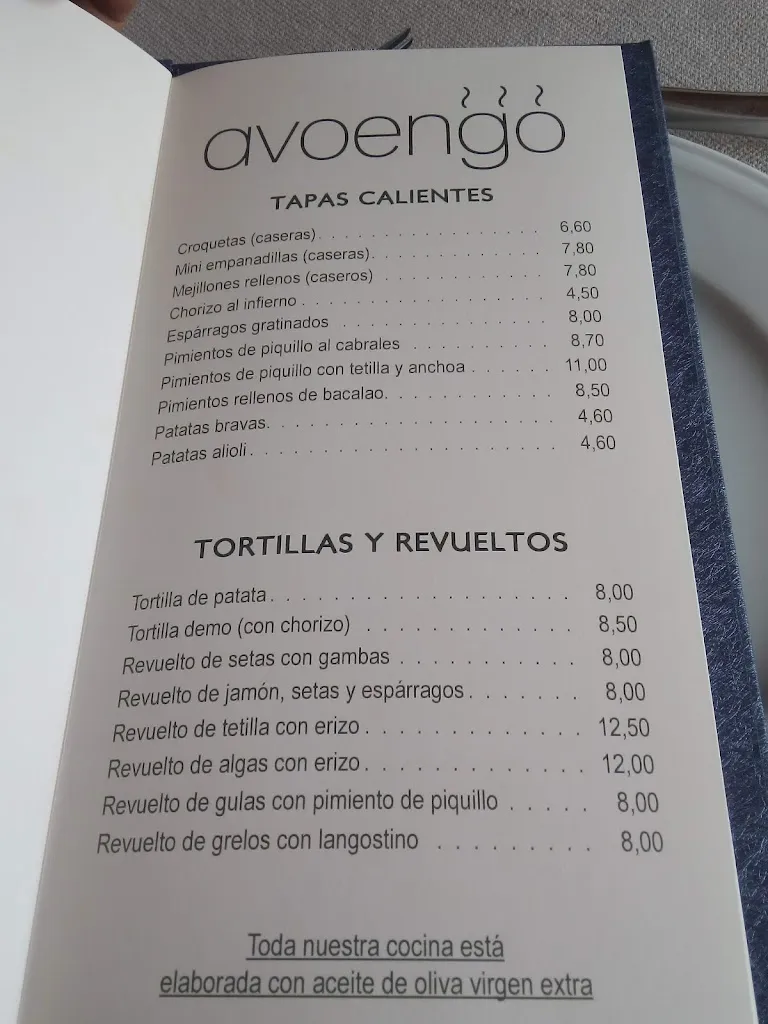 avoengo
TAPAS CALIENTES
Croquetas (caseras). . . . . . . . . . . . . . . . . 6,60
Mini empanadillas (caseras). . . . . . . . . . . . . 7,80
Mejillones rellenos (caseros) . . . . . . . . . . . . 7,80
Chorizo al infierno . . . . . . . . . . . . . . . . . 4,50
Espárragos gratinados . . . . . . . . . . . . . . . 8,00
Pimientos de piquillo al cabrales . . . . . . . . . . 8,70
Pimientos de piquillo con tetilla y anchoa . . . . . . 11,00
Pimientos rellenos de bacalao. . . . . . . . . . . . 8,50
Patatas bravas. . . . . . . . . . . . . . . . . . . 4,60
Patatas alioli. . . . . . . . . . . . . . . . . . . . 4,60
TORTILLAS Y REVUELTOS
Tortilla de patata. . . . . . . . . . . . . . . . . . 8,00
Tortilla demo (con chorizo) . . . . . . . . . . . . 8,50
Revuelto de setas con gambas . . . . . . . . . . . 8,00
Revuelto de jamón, setas y espárragos. . . . . . . 8,00
Revuelto de tetilla con erizo. . . . . . . . . . . . . 12,50
Revuelto de algas con erizo. . . . . . . . . . . . . 12,00
Revuelto de gulas con pimiento de piquillo . . . . . 8,00
Revuelto de grelos con langostino . . . . . . . . . 8,00
Toda nuestra cocina está
elaborada con aceite de oliva virgen extra